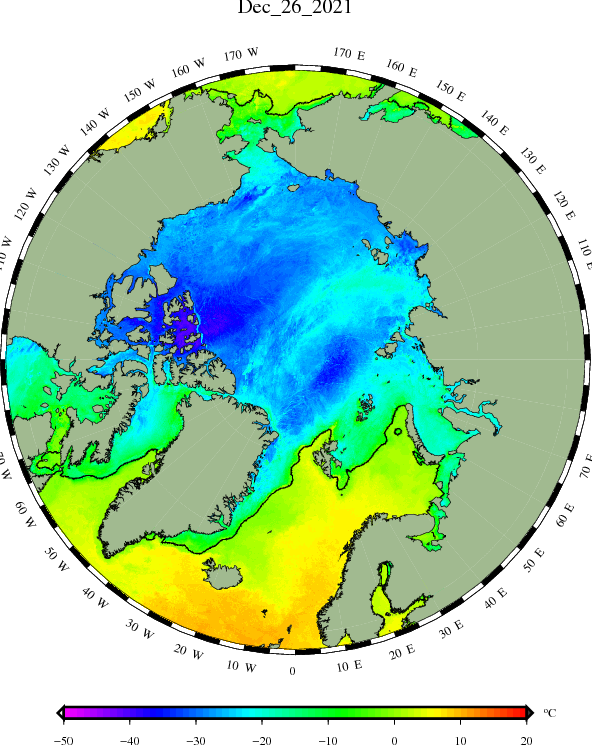 Dec_26_2021
170 W
170 E
160 W
160 E
150 W
150 E
140 W
140 E
130 W
130 E
120 W
120 E
110 E
60 W
70 E
50 W
60 E
40 W
50 E
30 W
40 E
20 W
30 E
10 W
20 E
0
10 E
°C
−50 −40 −30 −20 −10 0 10 20